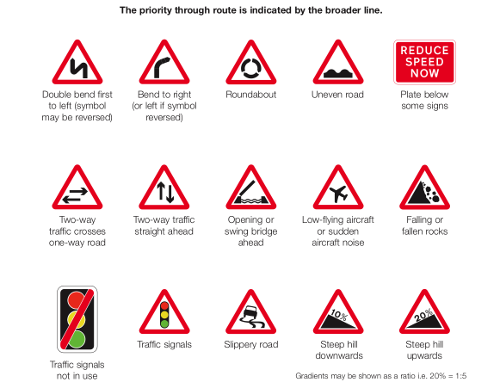 The priority through route is indicated by the broader line.
REDUCE
SPEED
NOW
Double bend first
to left (symbol
may be reversed)
Bend to right
(or left if symbol
reversed)
Roundabout
Uneven road
Plate below
some signs
Two-way
traffic crosses
one-way road
Two-way traffic
straight ahead
Opening or
swing bridge
ahead
Low-flying aircraft
or sudden
aircraft noise
Falling or
fallen rocks
10%
20%
Traffic signals
not in use
Traffic signals
Slippery road
Steep hill
downwards
Steep hill
upwards
Gradients may be shown as a ratio i.e. 20% = 1:5